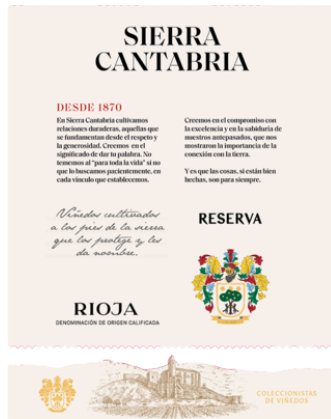 SIERRA
CANTABRIA
DESDE 1870
En Sierra Cantabria cultivamos
relaciones duraderas, aquellas que
se fundamentan desde el respeto y
la generosidad. Creemos en el
significado de dar tu palabra. No
tenemos al “para toda la vida” si no
que lo buscamos pacientemente, en
cada vínculo que establecemos.
Creemos en el compromiso con
la excelencia y en la sabiduría de
nuestros antepasados, que nos
mostraron la importancia de la
conexión con la tierra.
Y es que las cosas, si están bien
hechas, son para siempre.
Viñedos cultivados
a los pies de la sierra
que los protege y les
da nombre.
RESERVA
RIOJA
DENOMINACIÓN DE ORIGEN CALIFICADA
COLECCIONISTAS
DE VIÑEDOS